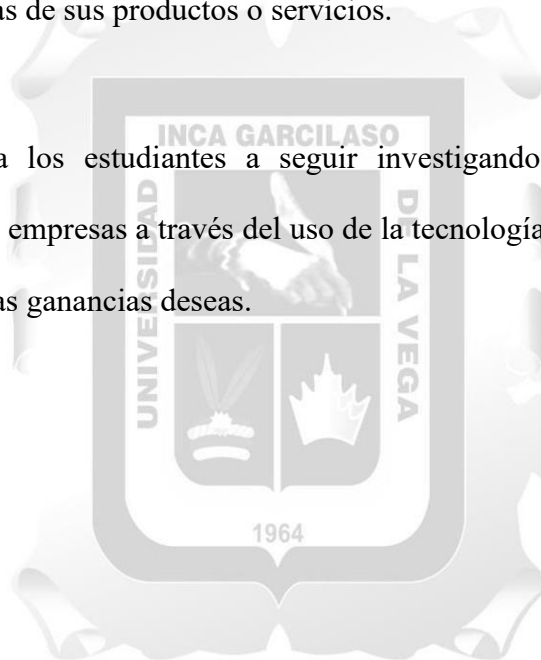 as de sus productos o servicios.
INCA GARCILASO
a los estudiantes a seguir investigando
empresas a través del uso de la tecnología
as ganancias deseas.
UNIVERSIDAD
DE LA VEGA
1964